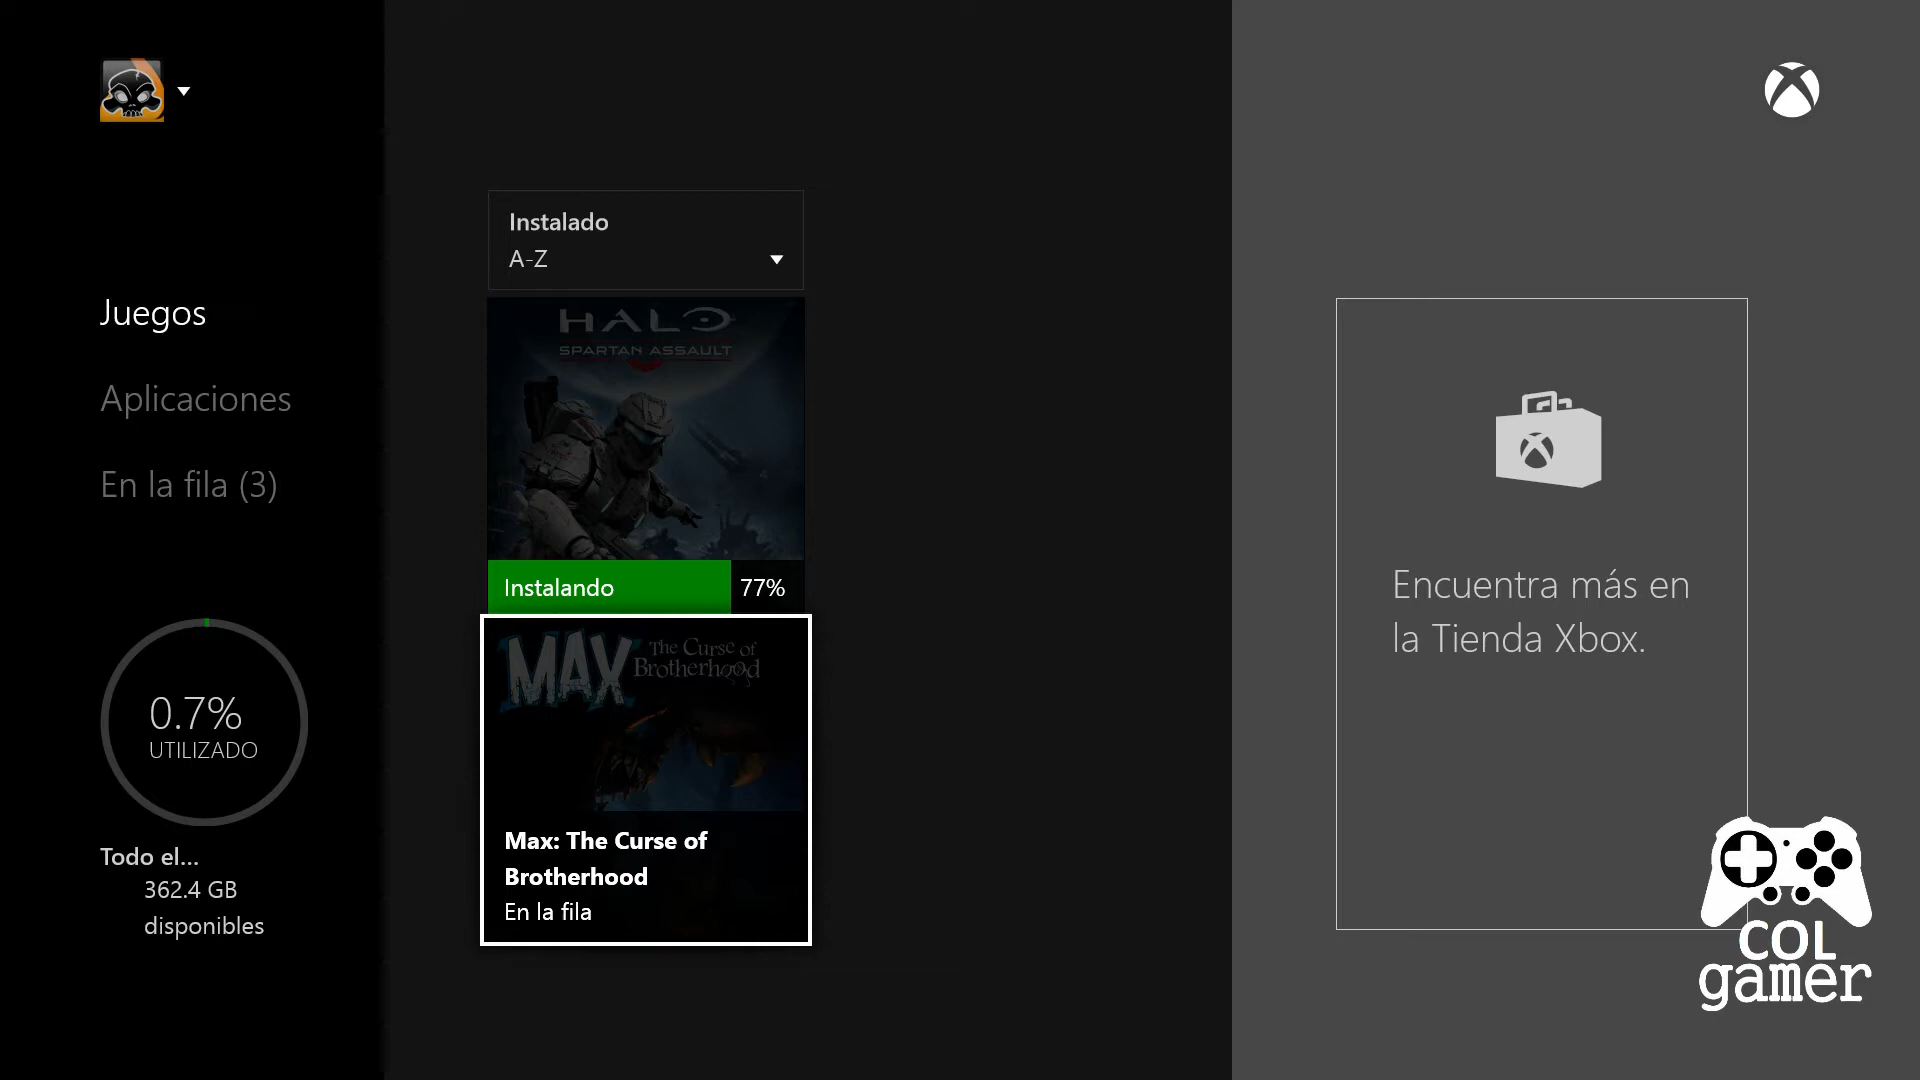 Juegos
Aplicaciones
En la fila (3)
0.7%
UTILIZADO
Todo el...
362.4 GB
disponibles
Instalado
A-Z
HALO
SPARTAN ASSAULT
Instalando 77%
MAX The Curse of
Brotherhood
Max: The Curse of
Brotherhood
En la fila
Encuentra más en
la Tienda Xbox.
COL
gamer